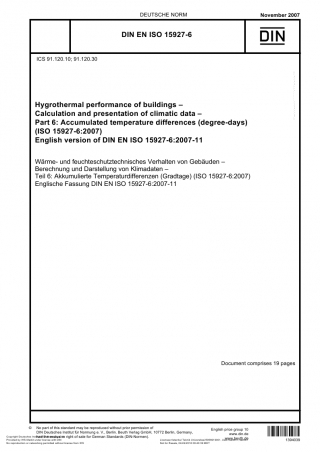 DEUTSCHE NORM
November 2007
DIN EN ISO 15927-6
DIN
ICS 91.120.10; 91.120.30
Hygrothermal performance of buildings –
Calculation and presentation of climatic data –
Part 6: Accumulated temperature differences (degree-days)
(ISO 15927-6:2007)
English version of DIN EN ISO 15927-6:2007-11
Wärme- und feuchteschutztechnisches Verhalten von Gebäuden –
Berechnung und Darstellung von Klimadaten –
Teil 6: Akkumulierte Temperaturdifferenzen (Gradtage) (ISO 15927-6:2007)
Englische Fassung DIN EN ISO 15927-6:2007-11
Document comprises 19 pages
© No part of this standard may be reproduced without prior permission of
DIN Deutsches Institut für Normung e. V., Berlin. Beuth Verlag GmbH, 10772 Berlin, Germany,
has the exclusive right of sale for German Standards (DIN-Normen).
English price group 10
www.din.de
www.beuth.de